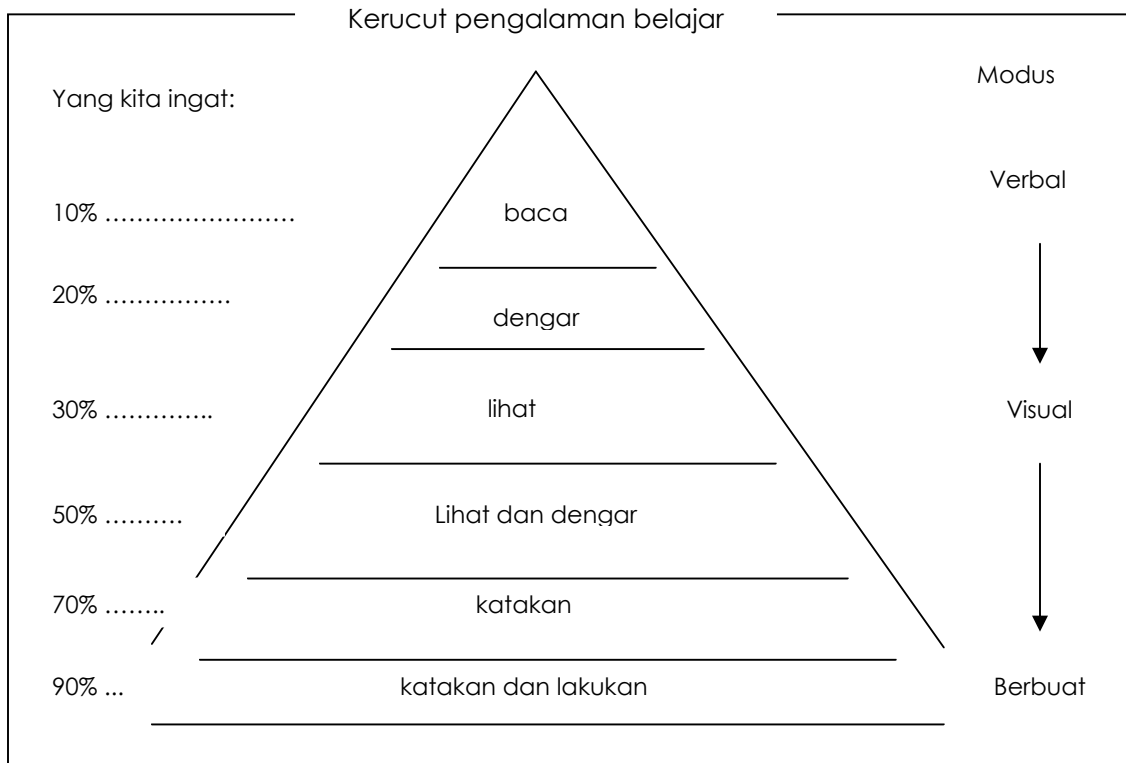 Kerucut pengalaman belajar
Modus
Yang kita ingat:
Verbal
10% ……………………
baca
20% …………….
dengar
30% …………..
lihat
Visual
50% ……….
Lihat dan dengar
70% ……..
katakan
90% ...
katakan dan lakukan
Berbuat